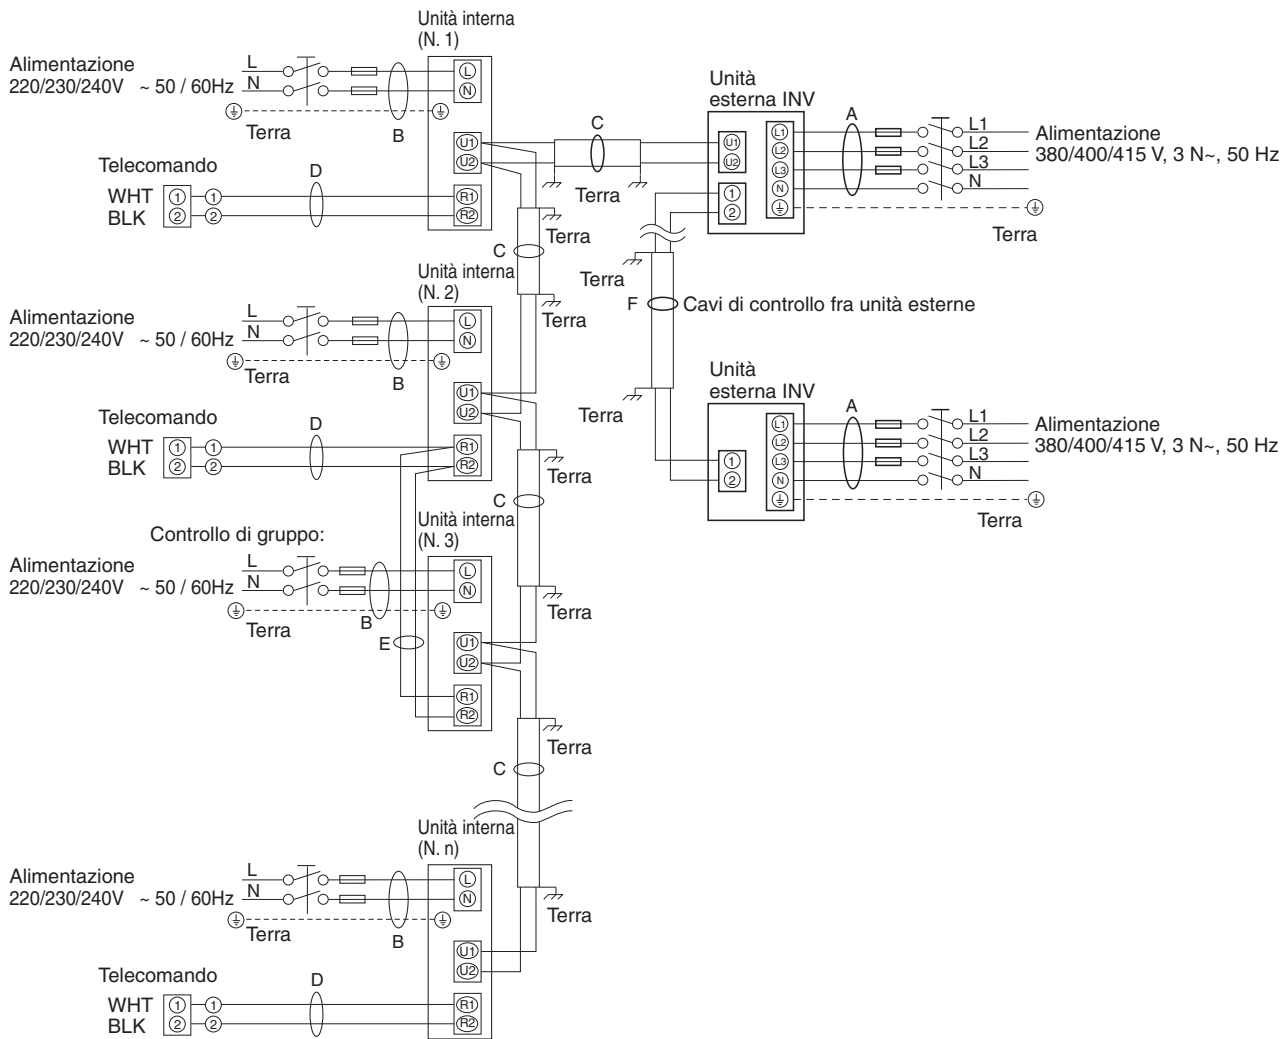 Unità interna
(N. 1)
Alimentazione
220/230/240V ~ 50 / 60Hz
L
N
Terra
B
L
N
U1
U2
R1
R2
Telecomando
WHT 1 1
BLK 2 2
D
C
Terra
Unità
esterna INV
U1
U2
1
2
L1
L2
L3
N
A
L1
L2
L3
N
Alimentazione
380/400/415 V, 3 N~, 50 Hz
Terra
Terra
C
Terra
Terra
F
Cavi di controllo fra unità esterne
Terra
Unità interna
(N. 2)
Alimentazione
220/230/240V ~ 50 / 60Hz
L
N
Terra
B
L
N
U1
U2
R1
R2
Telecomando
WHT 1 1
BLK 2 2
D
Unità
esterna INV
1
2
L1
L2
L3
N
A
L1
L2
L3
N
Alimentazione
380/400/415 V, 3 N~, 50 Hz
Terra
Terra
C
Terra
Controllo di gruppo:
Unità interna
(N. 3)
Alimentazione
220/230/240V ~ 50 / 60Hz
L
N
Terra
B
E
L
N
U1
U2
R1
R2
Terra
C
Terra
Unità interna
(N. n)
Alimentazione
220/230/240V ~ 50 / 60Hz
L
N
Terra
B
L
N
U1
U2
R1
R2
Telecomando
WHT 1 1
BLK 2 2
D